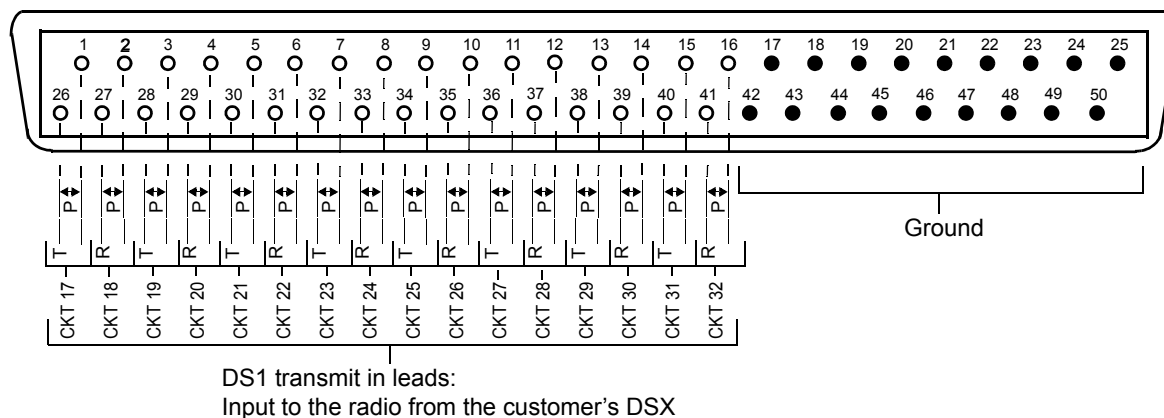 1 2 3 4 5 6 7 8 9 10 11 12 13 14 15 16 17 18 19 20 21 22 23 24 25
26 27 28 29 30 31 32 33 34 35 36 37 38 39 40 41 42 43 44 45 46 47 48 49 50
P P P P P P P P P P P P P P P P
Ground
T R T R T R T R T R T R T R T R
CKT 17 CKT 18 CKT 19 CKT 20 CKT 21 CKT 22 CKT 23 CKT 24 CKT 25 CKT 26 CKT 27 CKT 28 CKT 29 CKT 30 CKT 31 CKT 32
DS1 transmit in leads:
Input to the radio from the customer's DSX